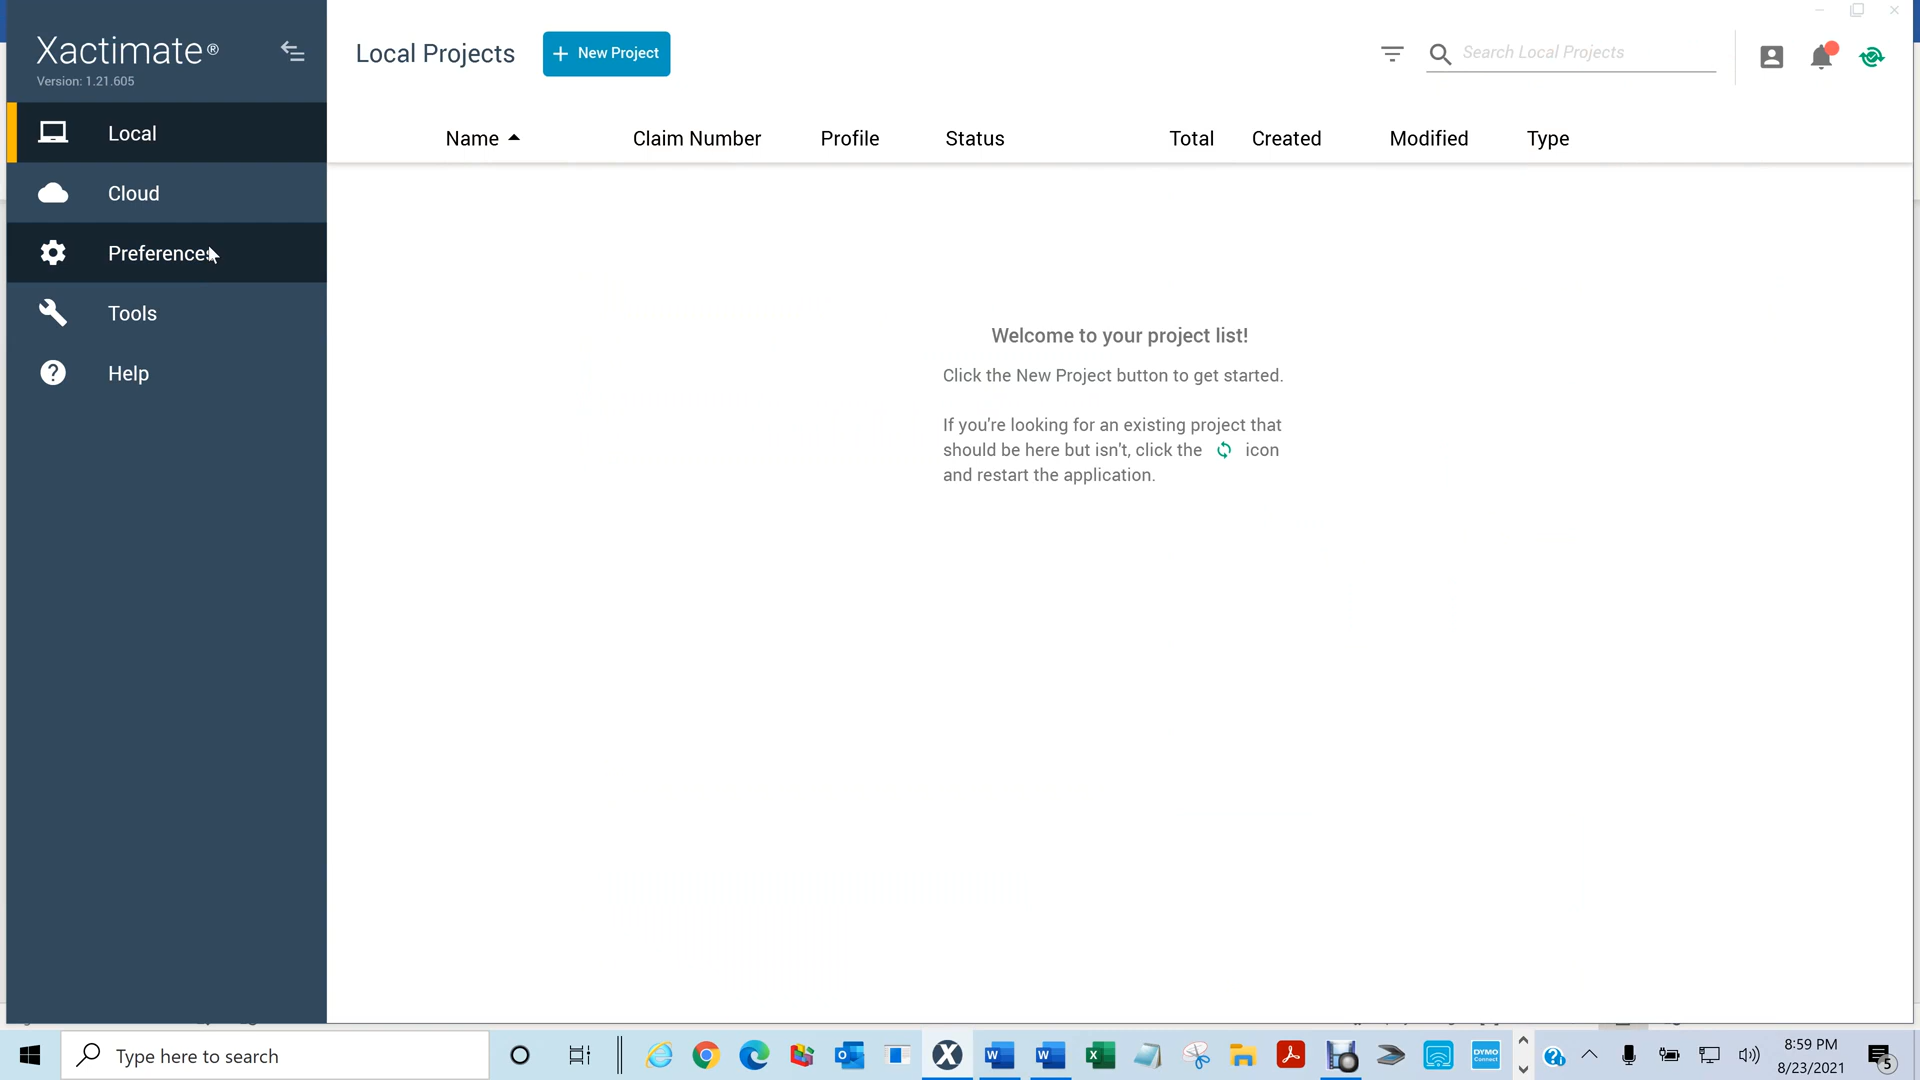 Xactimate®
Version: 1.21.605
Local
Cloud
Preferences
Tools
Help
Local Projects
+ New Project
Search Local Projects
Name
Claim Number
Profile
Status
Total
Created
Modified
Type
Welcome to your project list!
Click the New Project button to get started.
If you're looking for an existing project that
should be here but isn't, click the icon
and restart the application.
Type here to search
DYMO
Connect
8:59 PM
8/23/2021
5